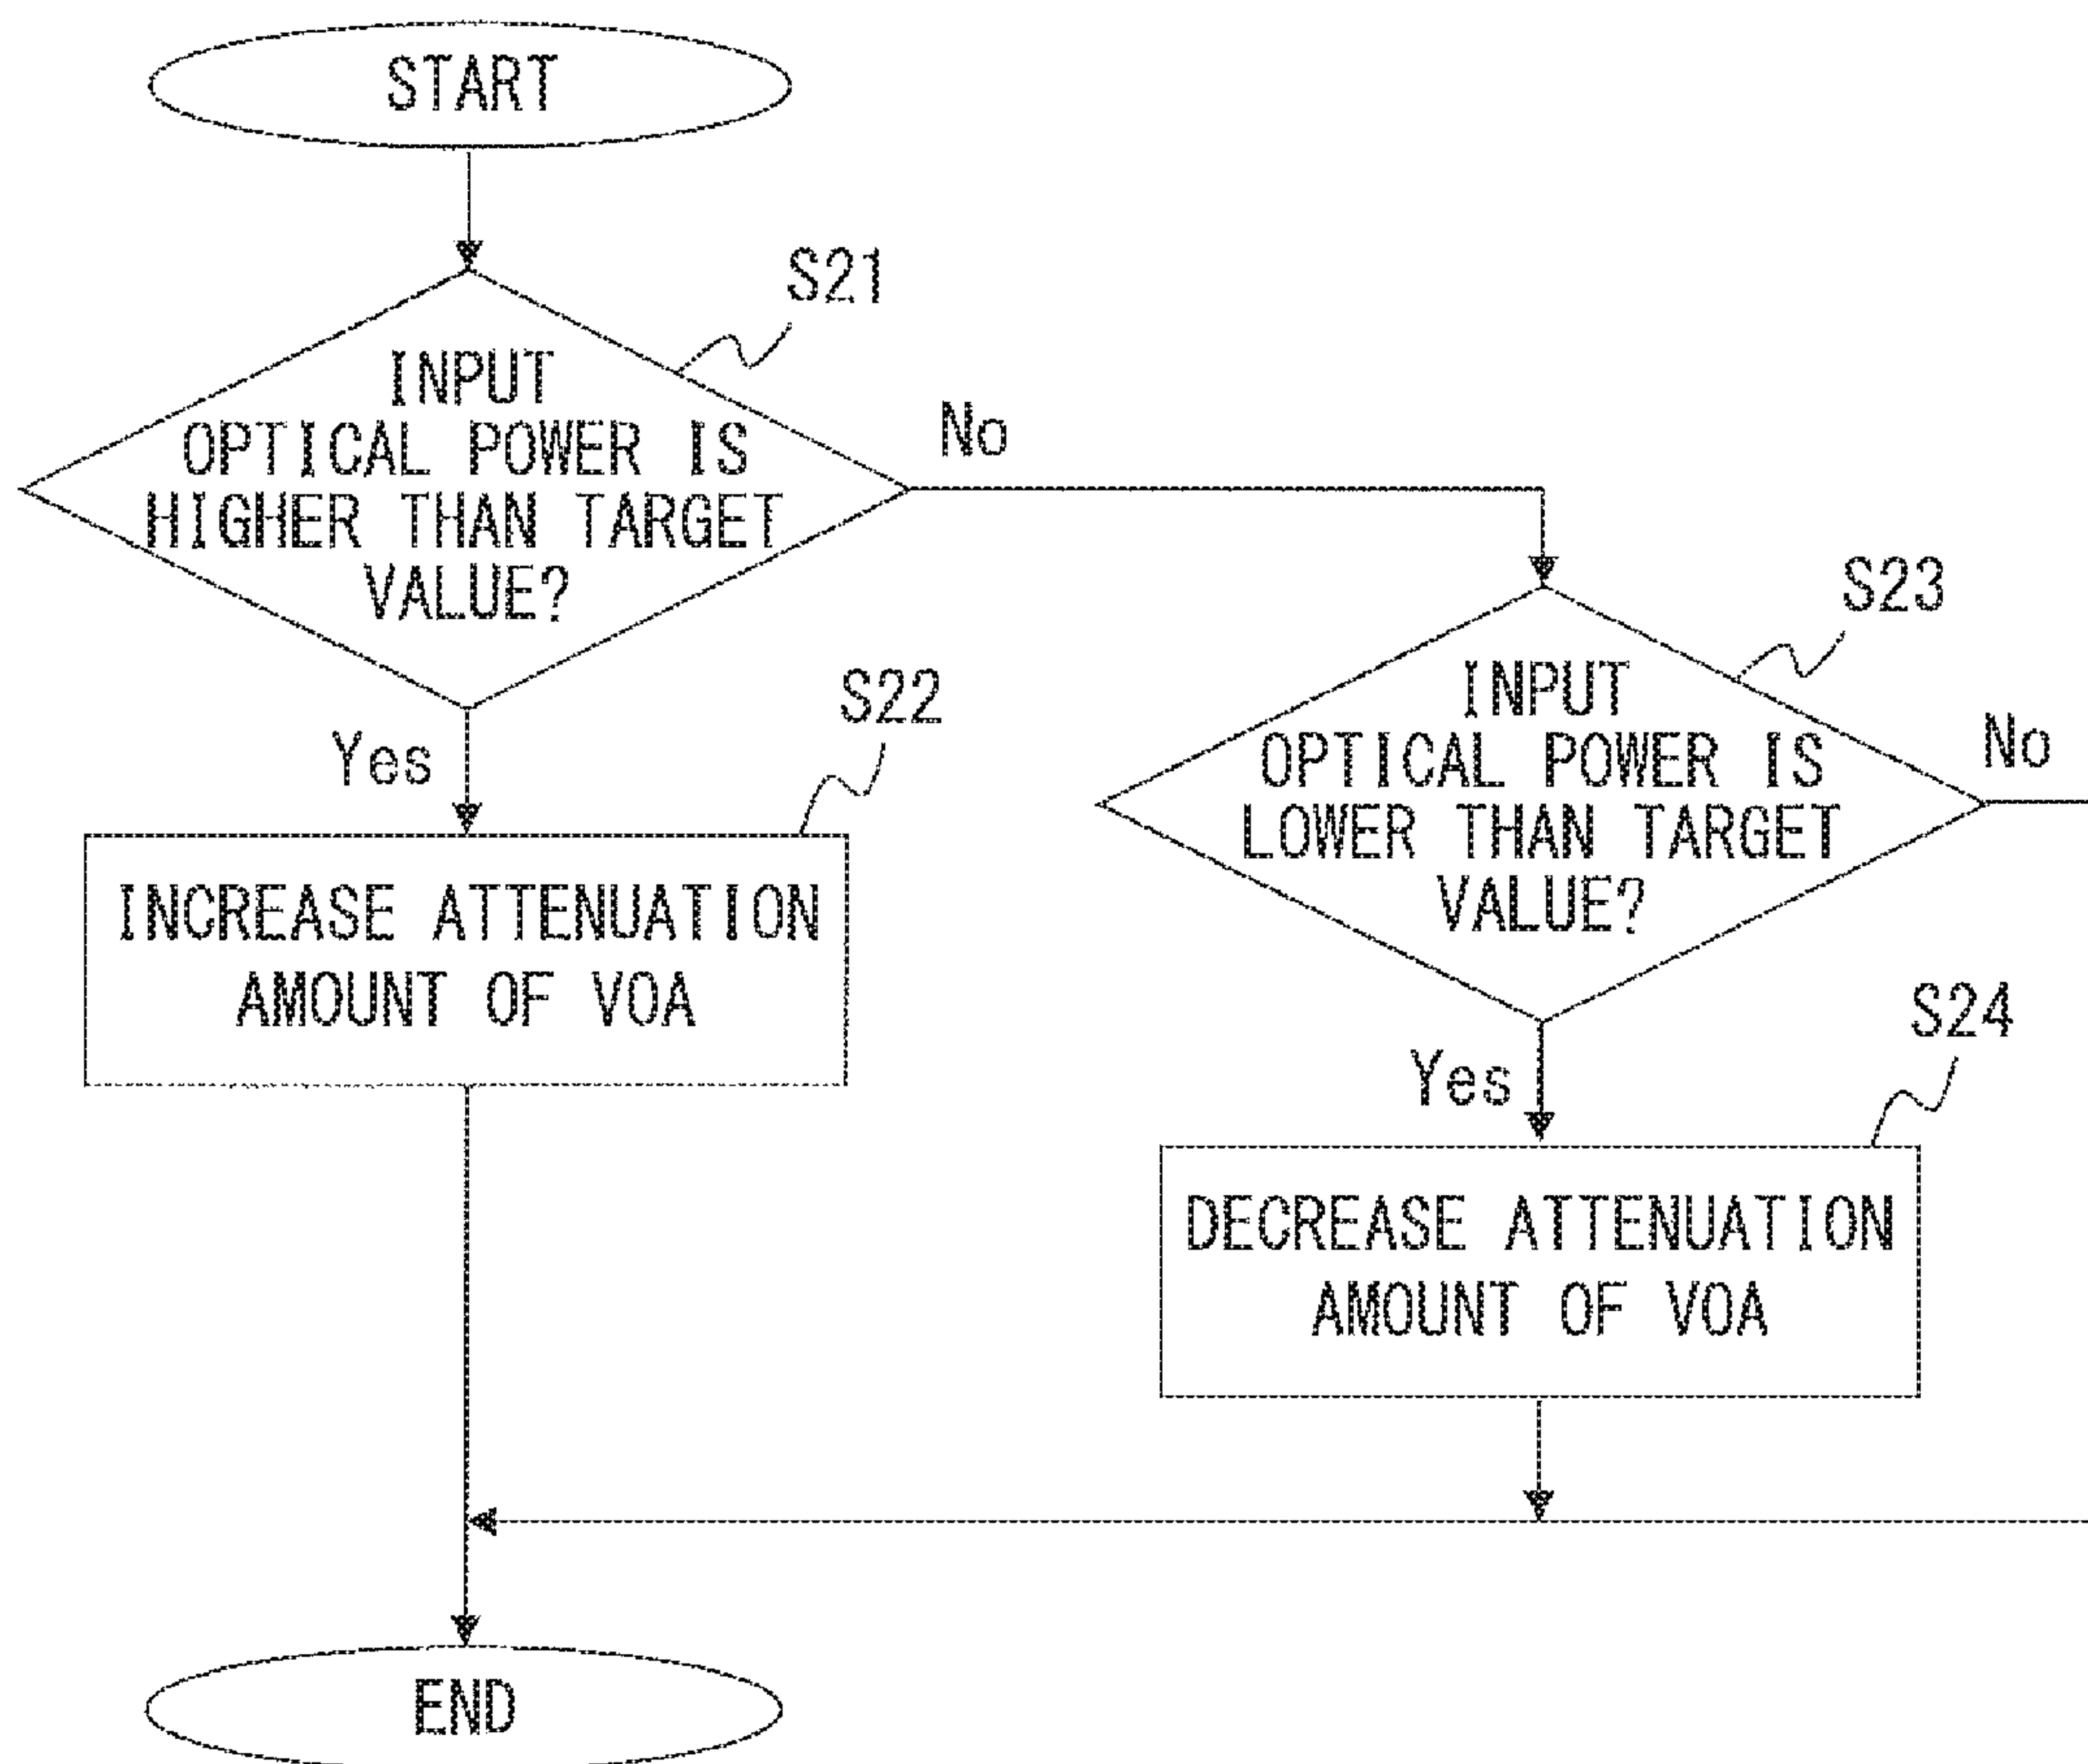 START
S21
INPUT
OPTICAL POWER IS
HIGHER THAN TARGET
VALUE?
No
Yes
S22
INCREASE ATTENUATION
AMOUNT OF VOA
S23
INPUT
OPTICAL POWER IS
LOWER THAN TARGET
VALUE?
No
Yes
S24
DECREASE ATTENUATION
AMOUNT OF VOA
END